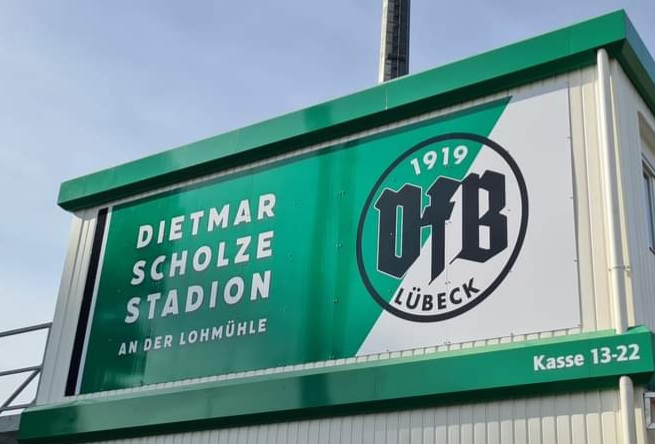 DIETMAR
SCHOLZE
STADION
AN DER LOHMÜHLE
1919
VfB
LÜBECK
Kasse 13-22